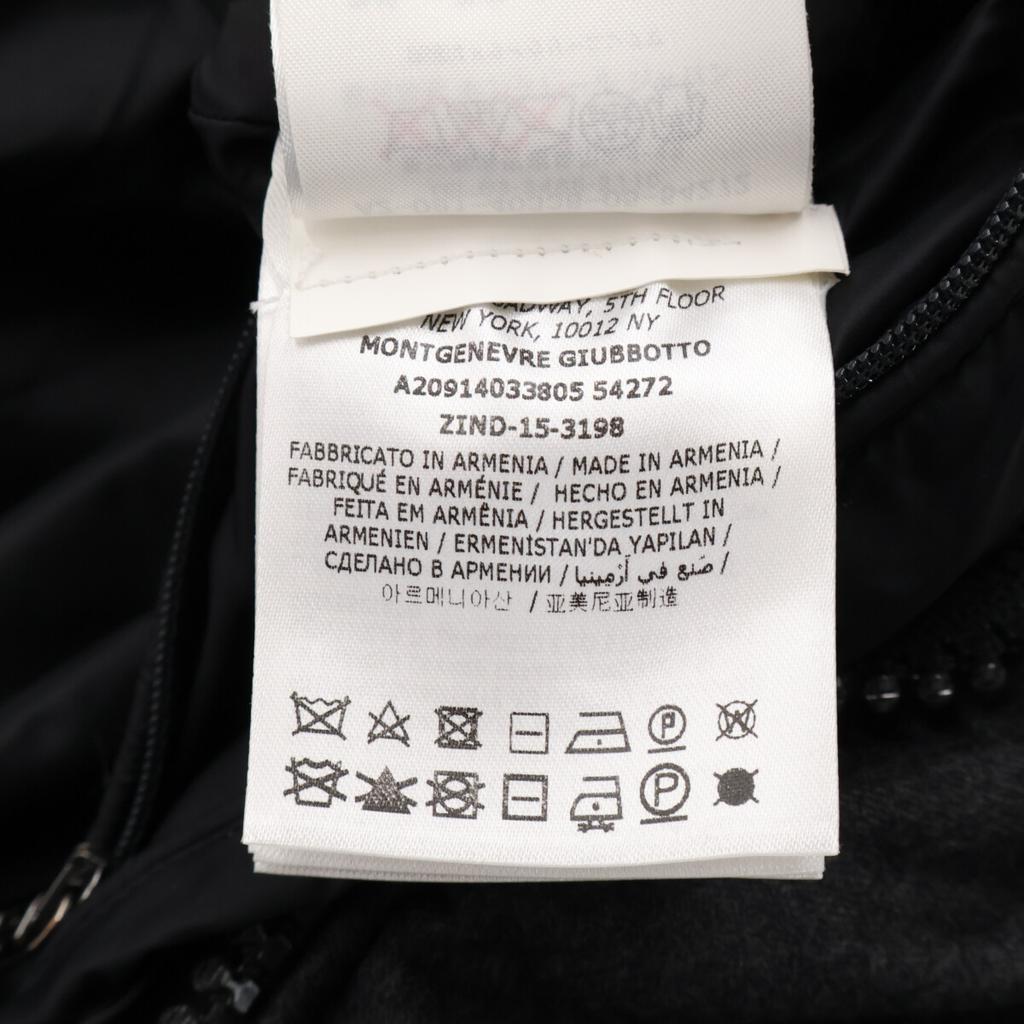 5TH FLOOR
NEW YORK, 10012 NY
MONTGENEVRE GIUBBOTTO
A20914033805 54272
ZIND-15-3198
FABBRICATO IN ARMENIA / MADE IN ARMENIA /
FABRIQUÉ EN ARMÉNIE / HECHO EN ARMENIA /
FEITA EM ARMÊNIA / HERGESTELLT IN
ARMENIEN / ERMENİSTAN'DA YAPILAN /
СДЕЛАНО В АРМЕНИИ / صنع في أرمينيا /
아르메니아산 / 亚美尼亚制造
P W
P